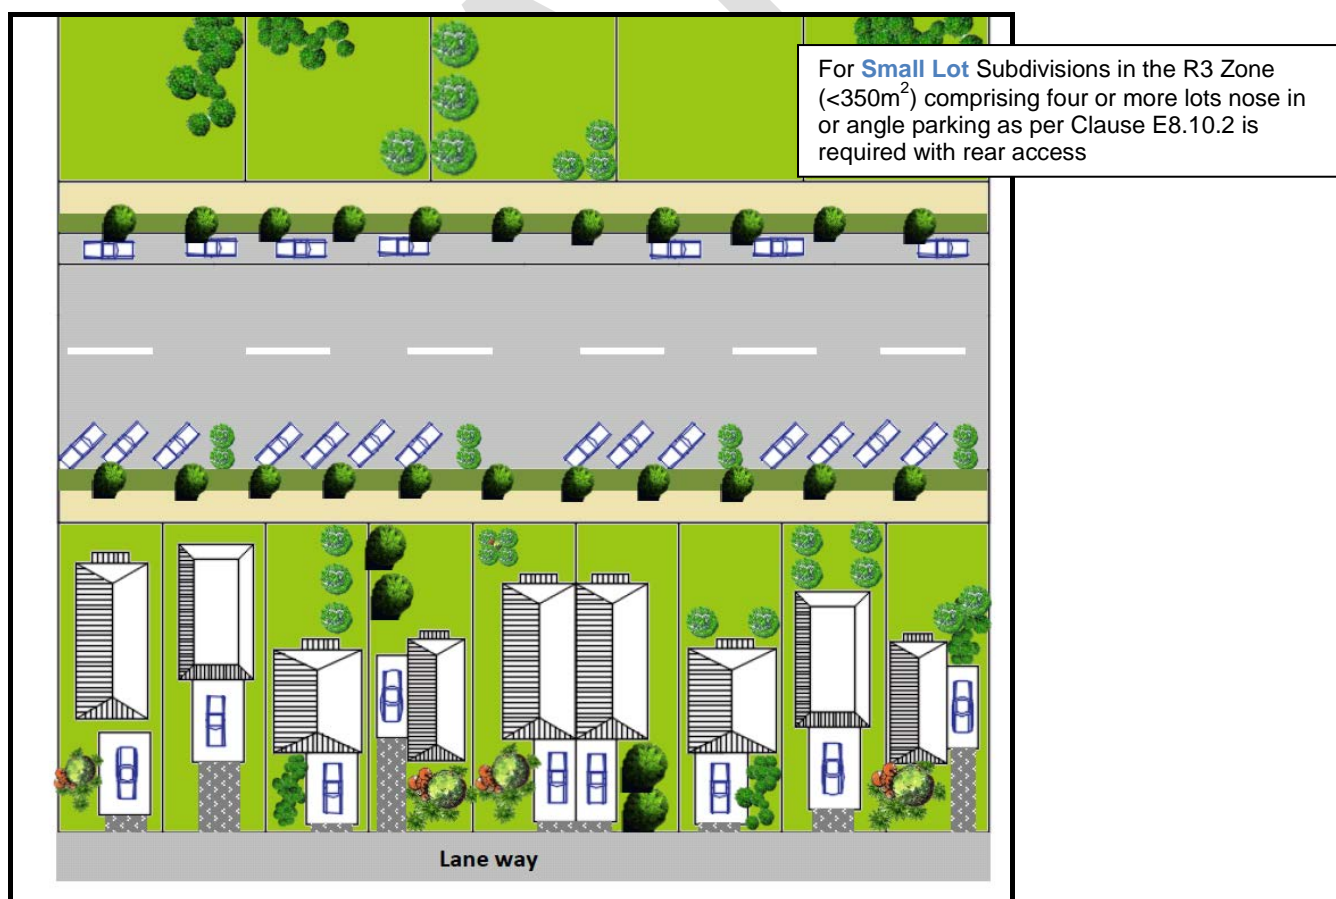 For Small Lot Subdivisions in the R3 Zone
(<350m²) comprising four or more lots nose in
or angle parking as per Clause E8.10.2 is
required with rear access
Lane way